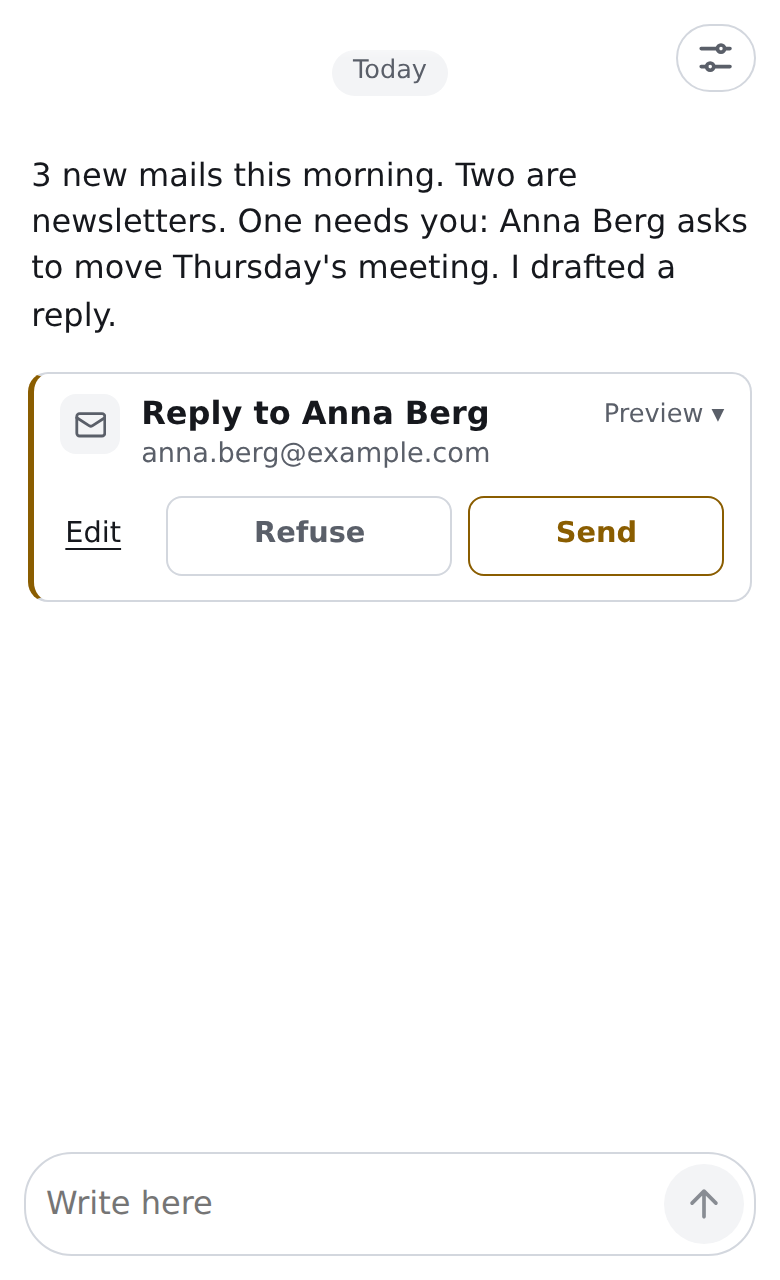 Today
3 new mails this morning. Two are
newsletters. One needs you: Anna Berg asks
to move Thursday's meeting. I drafted a
reply.
Reply to Anna Berg
Preview ▾
anna.berg@example.com
Edit
Refuse
Send
Write here